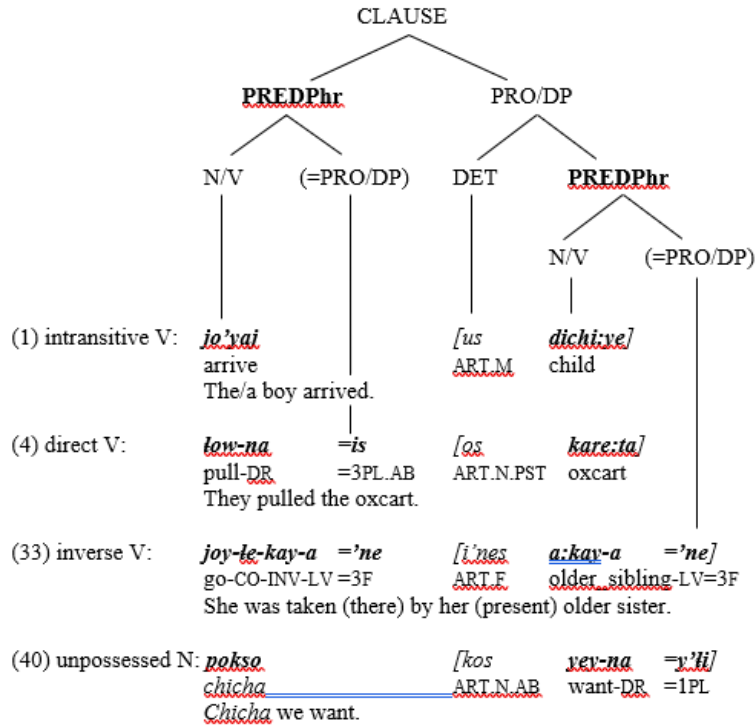 CLAUSE
PREDPhr PRO/DP
N/V (=PRO/DP) DET PREDPhr
N/V (=PRO/DP)
(1) intransitive V: jo’yaj [us dichi:ye]
arrive ART.M child
The/a boy arrived.
(4) direct V: łow-na =is [os kare:ta]
pull-DR =3PL.AB ART.N.PST oxcart
They pulled the oxcart.
(33) inverse V: joy-łe-kay-a =’ne [i’nes a:kay-a =’ne]
go-CO-INV-LV =3F ART.F older_sibling-LV=3F
She was taken (there) by her (present) older sister.
(40) unpossessed N: pokso [kos yey-na =y’łi]
chicha ART.N.AB want-DR =1PL
Chicha we want.